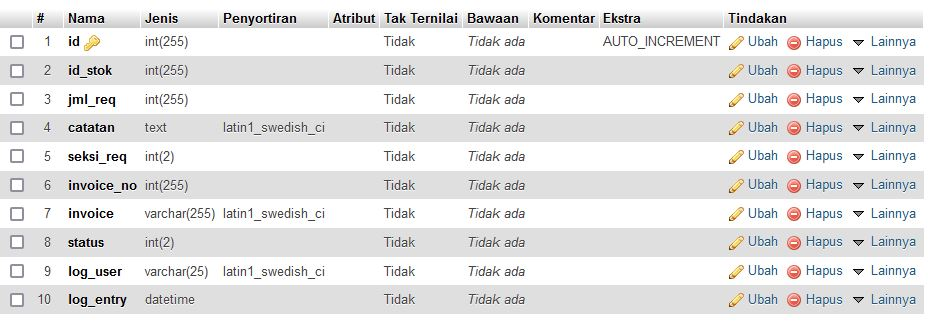 # Nama Jenis Penyortiran Atribut Tak Ternilai Bawaan Komentar Ekstra Tindakan
1 id int(255) Tidak Tidak ada AUTO_INCREMENT Ubah Hapus Lainnya
2 id_stok int(255) Tidak Tidak ada Ubah Hapus Lainnya
3 jml_req int(255) Tidak Tidak ada Ubah Hapus Lainnya
4 catatan text latin1_swedish_ci Tidak Tidak ada Ubah Hapus Lainnya
5 seksi_req int(2) Tidak Tidak ada Ubah Hapus Lainnya
6 invoice_no int(255) Tidak Tidak ada Ubah Hapus Lainnya
7 invoice varchar(255) latin1_swedish_ci Tidak Tidak ada Ubah Hapus Lainnya
8 status int(2) Tidak Tidak ada Ubah Hapus Lainnya
9 log_user varchar(25) latin1_swedish_ci Tidak Tidak ada Ubah Hapus Lainnya
10 log_entry datetime Tidak Tidak ada Ubah Hapus Lainnya